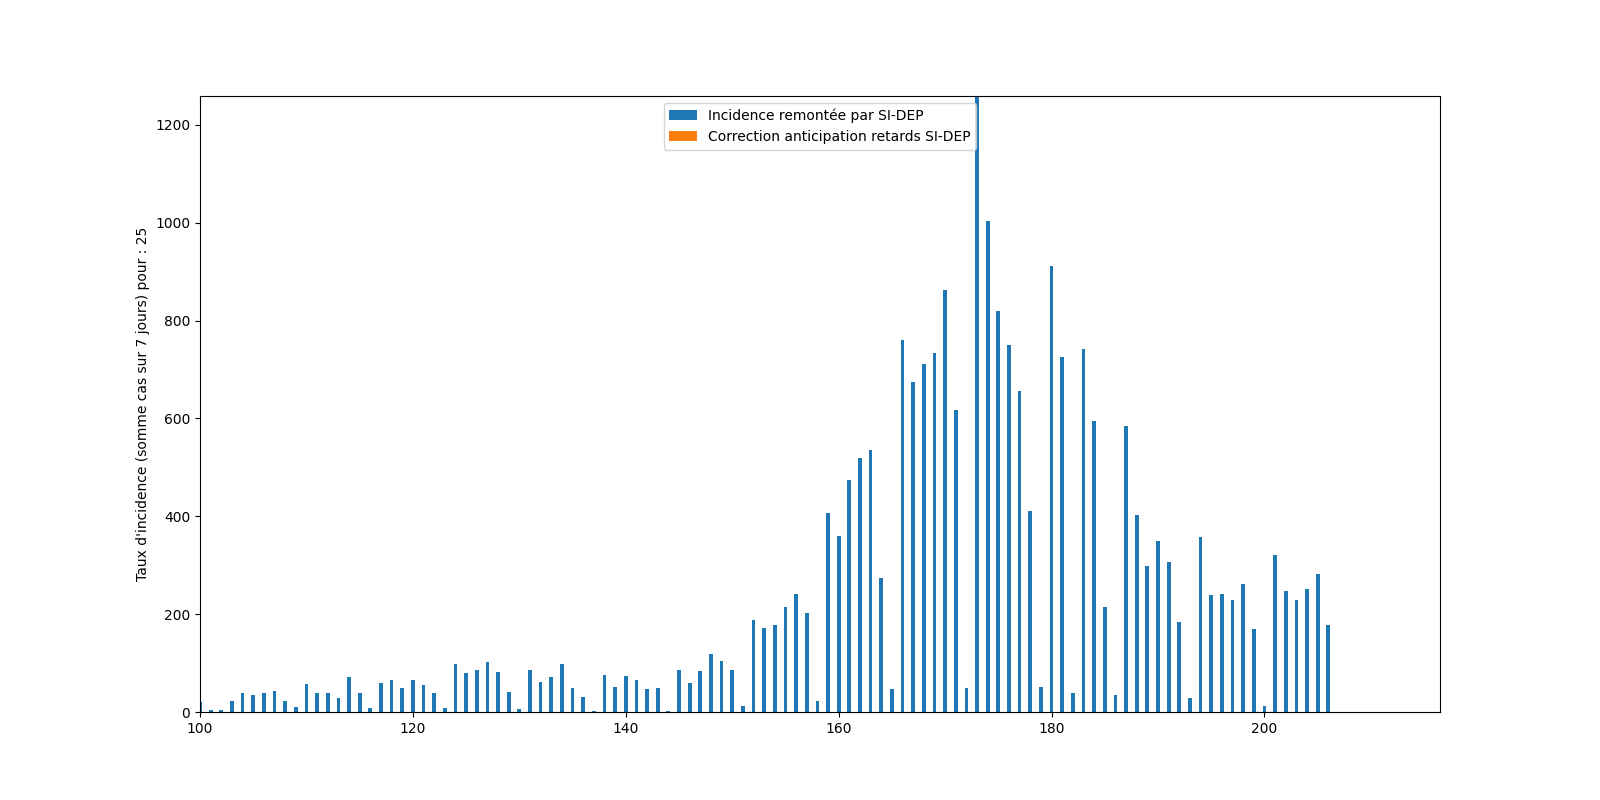 Incidence remontée par SI-DEP
Correction anticipation retards SI-DEP
Taux d'incidence (somme cas sur 7 jours) pour : 25
1200
1000
800
600
400
200
0
100 120 140 160 180 200